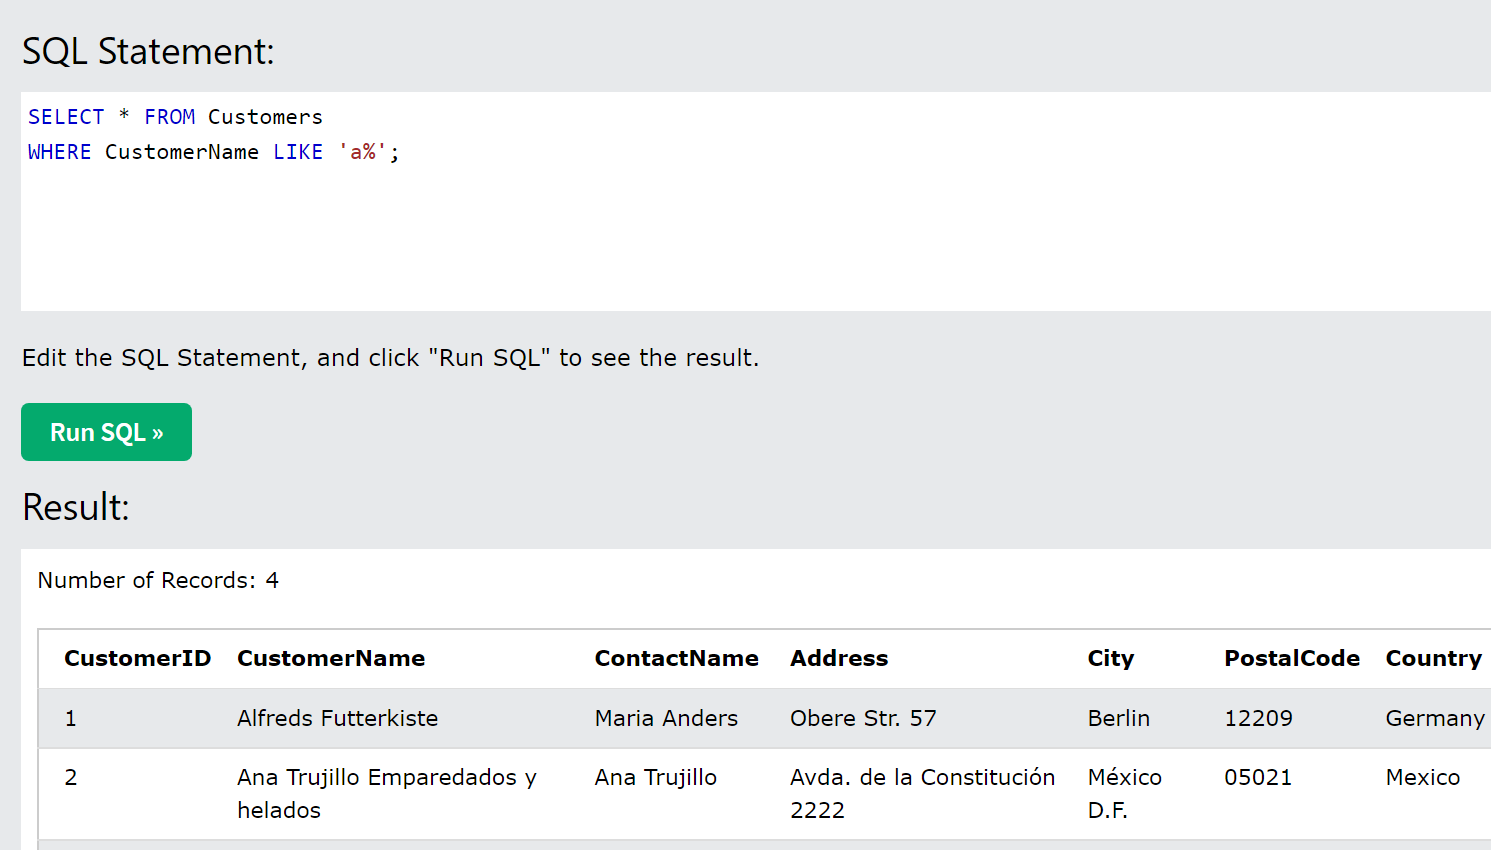 SQL Statement:
SELECT * FROM Customers
WHERE CustomerName LIKE 'a%';
Edit the SQL Statement, and click "Run SQL" to see the result.
Run SQL »
Result:
Number of Records: 4
CustomerID CustomerName ContactName Address City PostalCode Country
1 Alfreds Futterkiste Maria Anders Obere Str. 57 Berlin 12209 Germany
2 Ana Trujillo Emparedados y Ana Trujillo Avda. de la Constitución México 05021 Mexico
helados 2222 D.F.